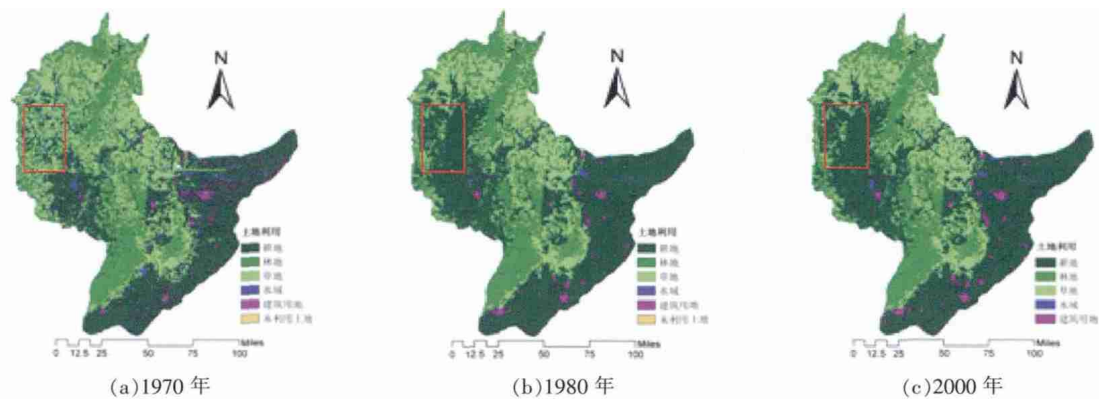 N
土地利用
耕地
林地
草地
水域
建筑用地
未利用土地
Miles
0 12.5 25 50 75 100
(a)1970 年
N
土地利用
耕地
林地
草地
水域
建筑用地
未利用土地
Miles
0 12.5 25 50 75 100
(b)1980 年
N
土地利用
耕地
林地
草地
水域
建筑用地
Miles
0 12.5 25 50 75 100
(c)2000 年